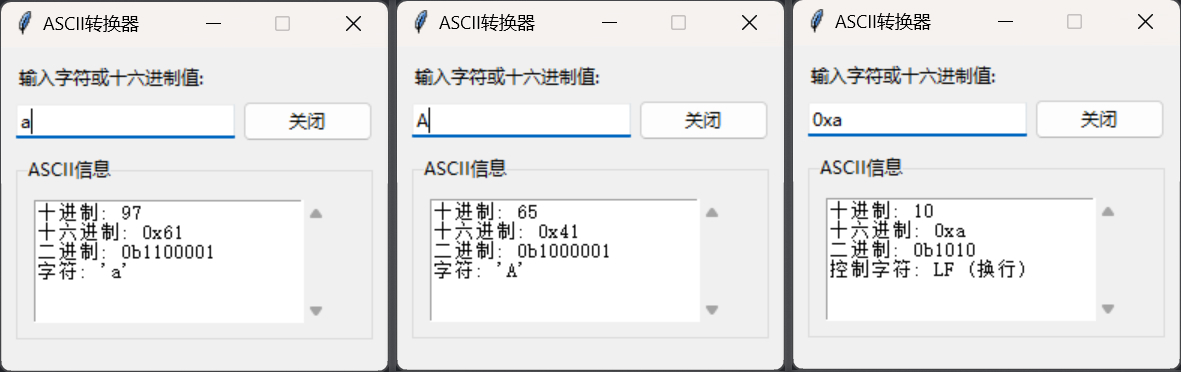 ASCII转换器
输入字符或十六进制值:
a
关闭
ASCII信息
十进制: 97
十六进制: 0x61
二进制: 0b1100001
字符: 'a'
ASCII转换器
输入字符或十六进制值:
A
关闭
ASCII信息
十进制: 65
十六进制: 0x41
二进制: 0b1000001
字符: 'A'
ASCII转换器
输入字符或十六进制值:
0xa
关闭
ASCII信息
十进制: 10
十六进制: 0xa
二进制: 0b1010
控制字符: LF (换行)